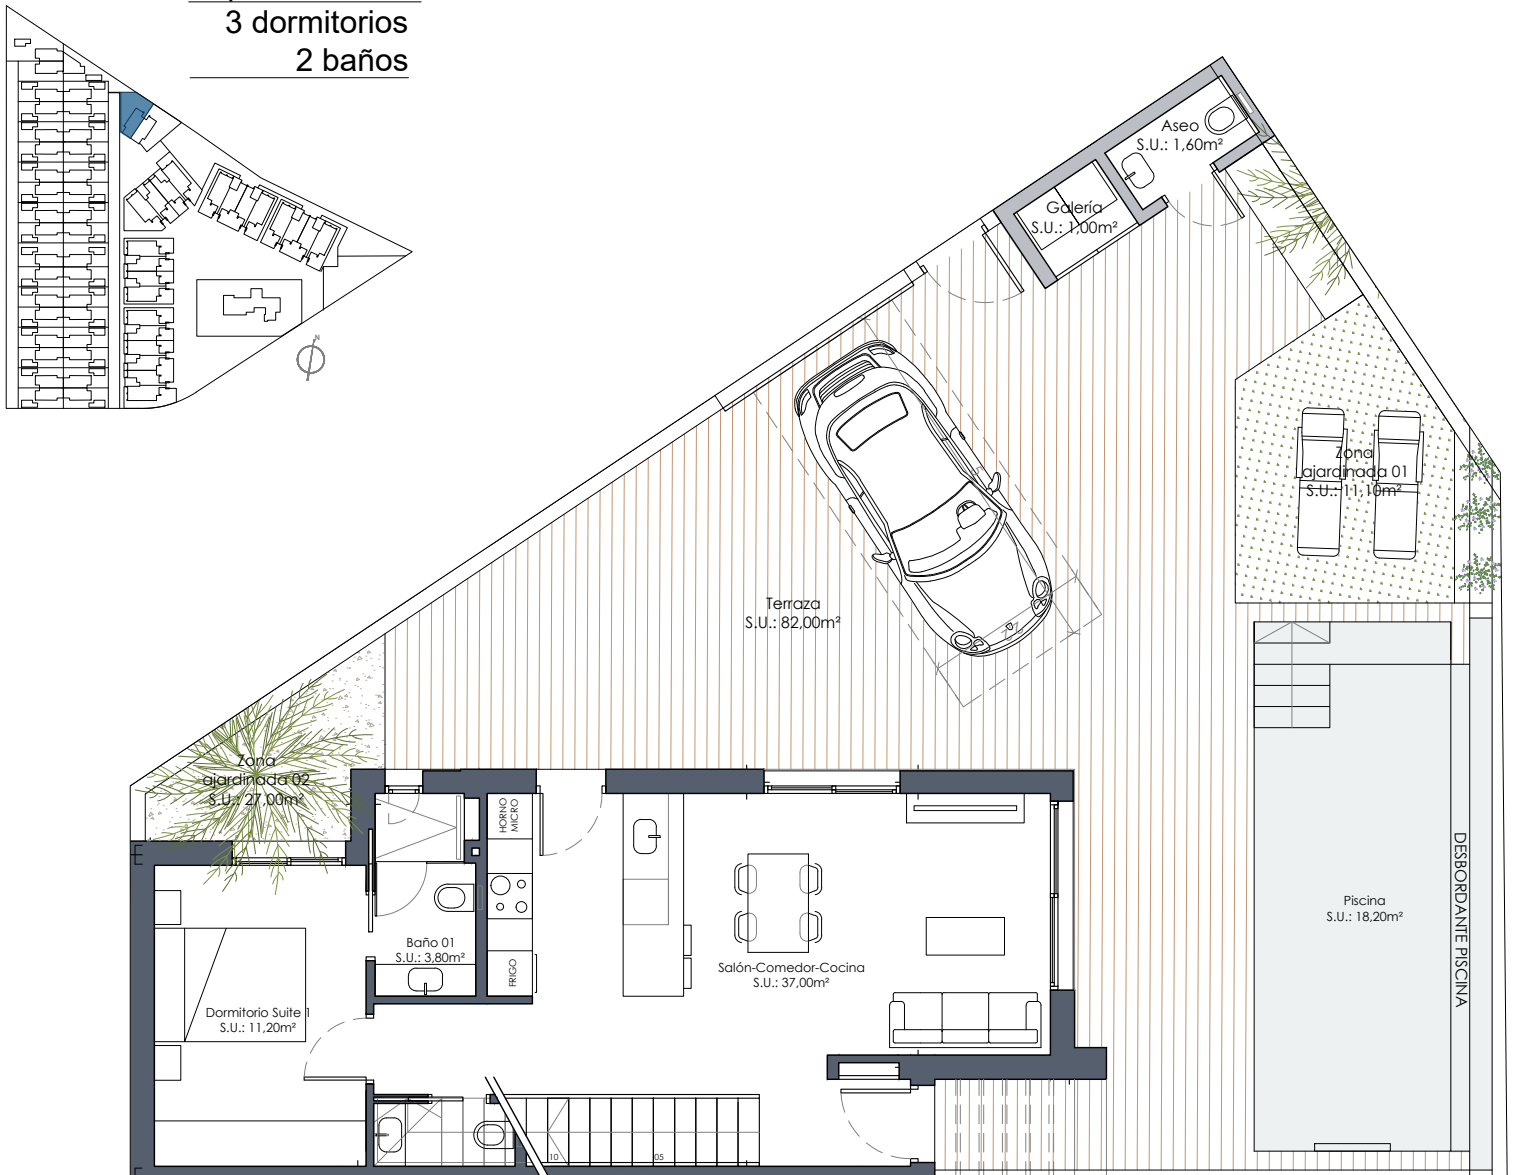 3 dormitorios
2 baños
N
Aseo
S.U.: 1,60m²
Galería
S.U.: 1,00m²
Zona
ajardinada 01
S.U.: 11,10m²
Terraza
S.U.: 82,00m²
22
Zona
ajardinada 02
S.U.: 27,00m²
HORNO
MICRO
FRIGO
Baño 01
S.U.: 3,80m²
Salón-Comedor-Cocina
S.U.: 37,00m²
Dormitorio Suite 1
S.U.: 11,20m²
Piscina
S.U.: 18,20m²
DESBORDANTE PISCINA
10
05